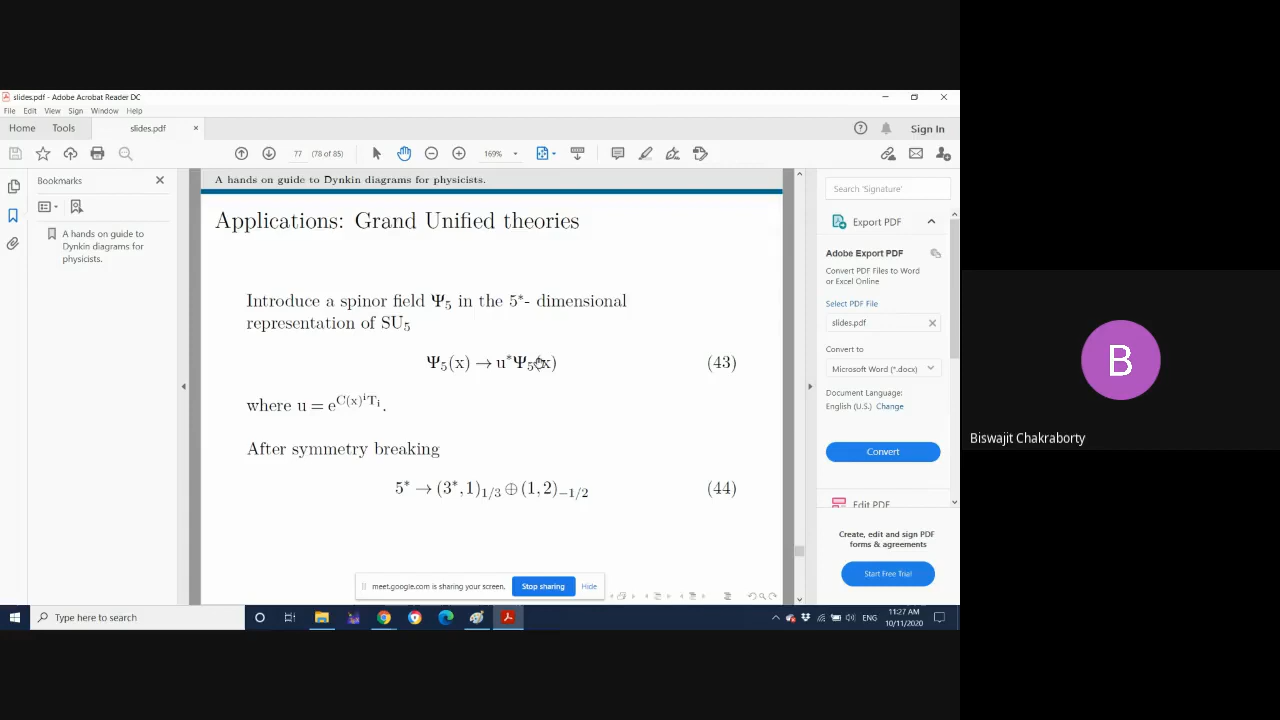 slides.pdf - Adobe Acrobat Reader DC
File Edit View Sign Window Help
Home Tools slides.pdf × Sign In
77 (78 of 85) 169%
Bookmarks
A hands on guide to
Dynkin diagrams for
physicists.
A hands on guide to Dynkin diagrams for physicists.
Applications: Grand Unified theories
Introduce a spinor field Ψ₅ in the 5*- dimensional
representation of SU₅
Ψ₅(x) → u*Ψ₅(x) (43)
where u = e^{C(x)^i T_i}.
After symmetry breaking
5* → (3*, 1)_{1/3} ⊕ (1, 2)_{−1/2} (44)
Search 'Signature'
Export PDF
Adobe Export PDF
Convert PDF Files to Word
or Excel Online
Select PDF File
slides.pdf ×
Convert to
Microsoft Word (*.docx)
Document Language:
English (U.S.) Change
Convert
Edit PDF
Create, edit and sign PDF
forms & agreements
Start Free Trial
meet.google.com is sharing your screen. Stop sharing Hide
Type here to search
ENG
11:27 AM
10/11/2020
B
Biswajit Chakraborty